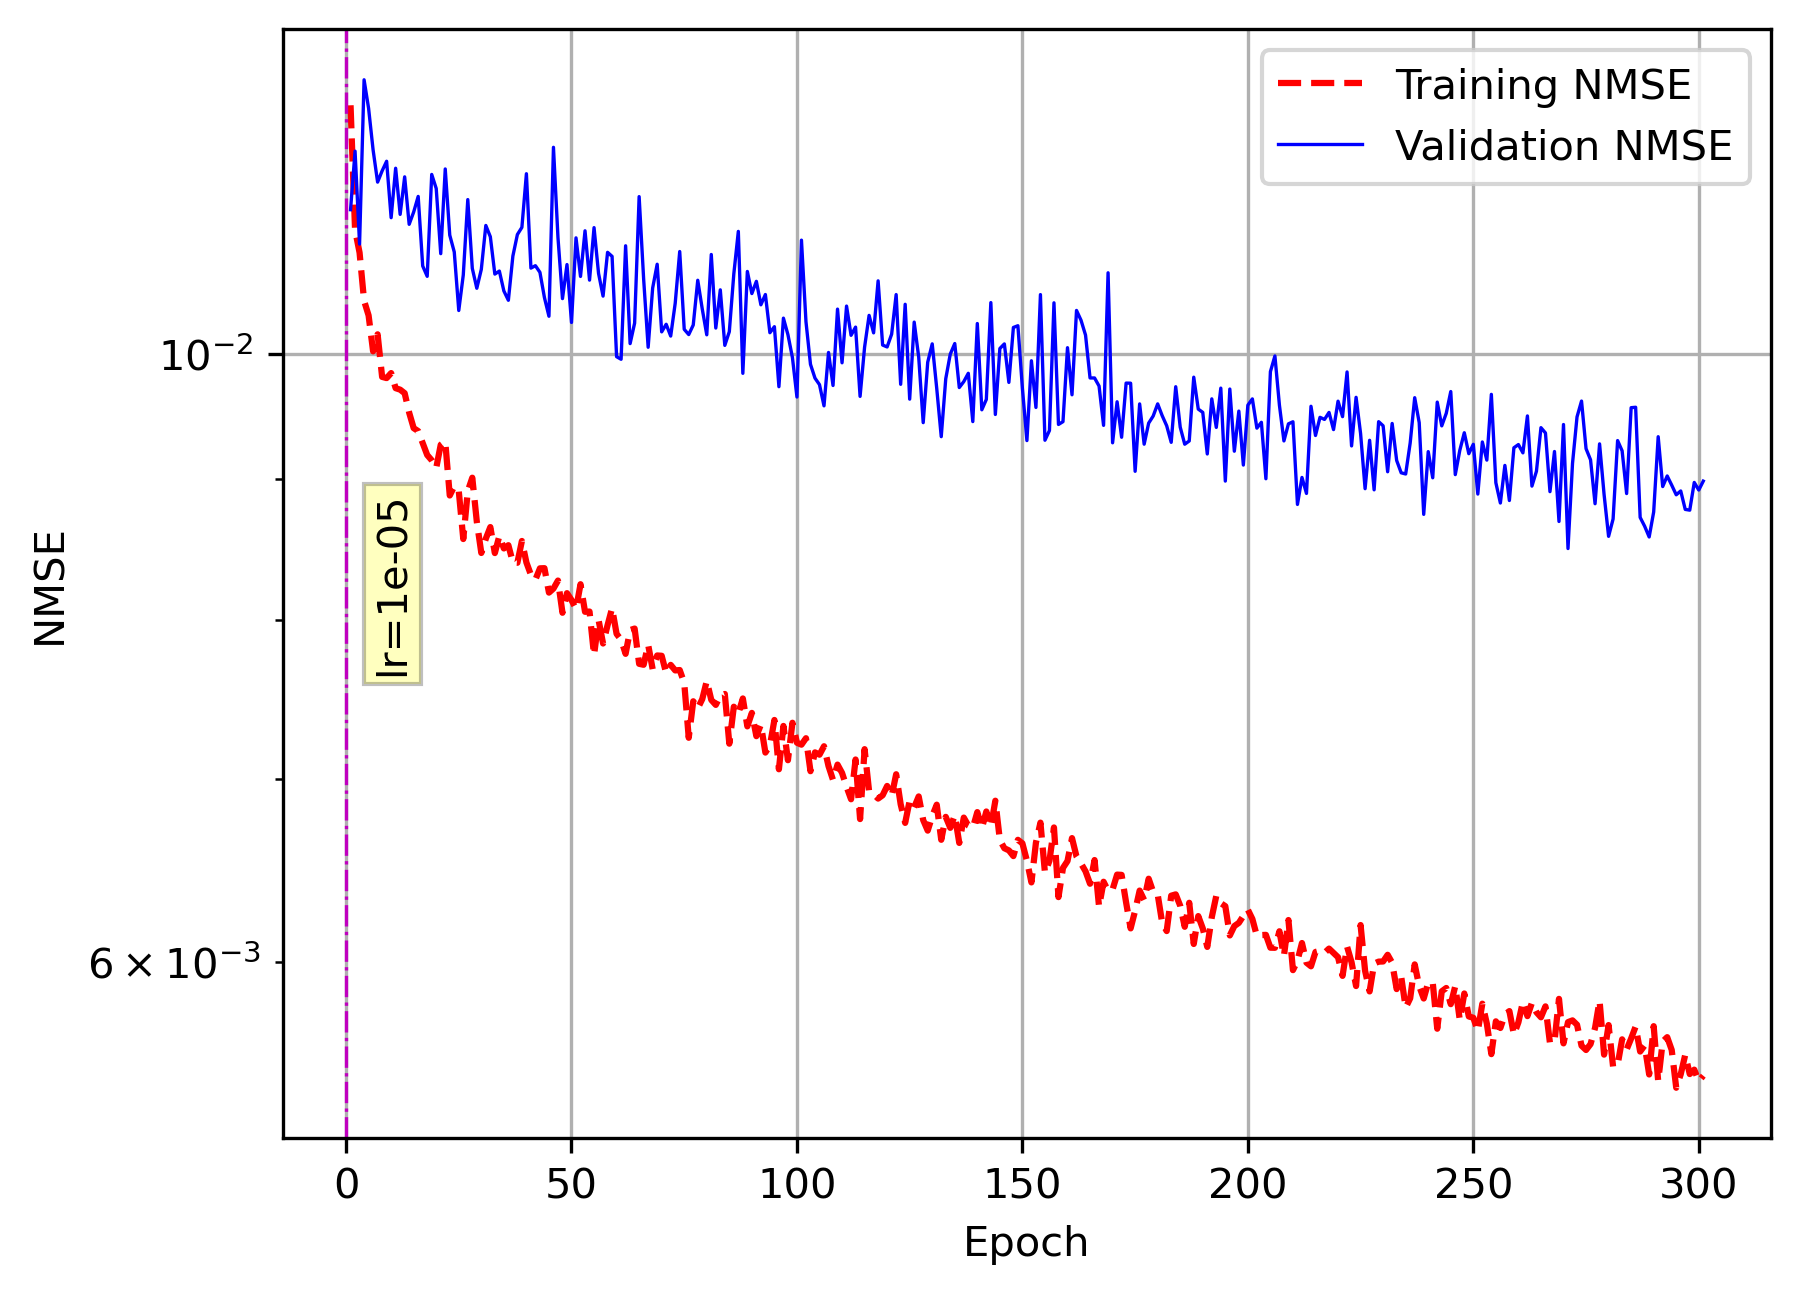 Training NMSE
Validation NMSE
10⁻²
6 × 10⁻³
NMSE
lr=1e-05
0 50 100 150 200 250 300
Epoch